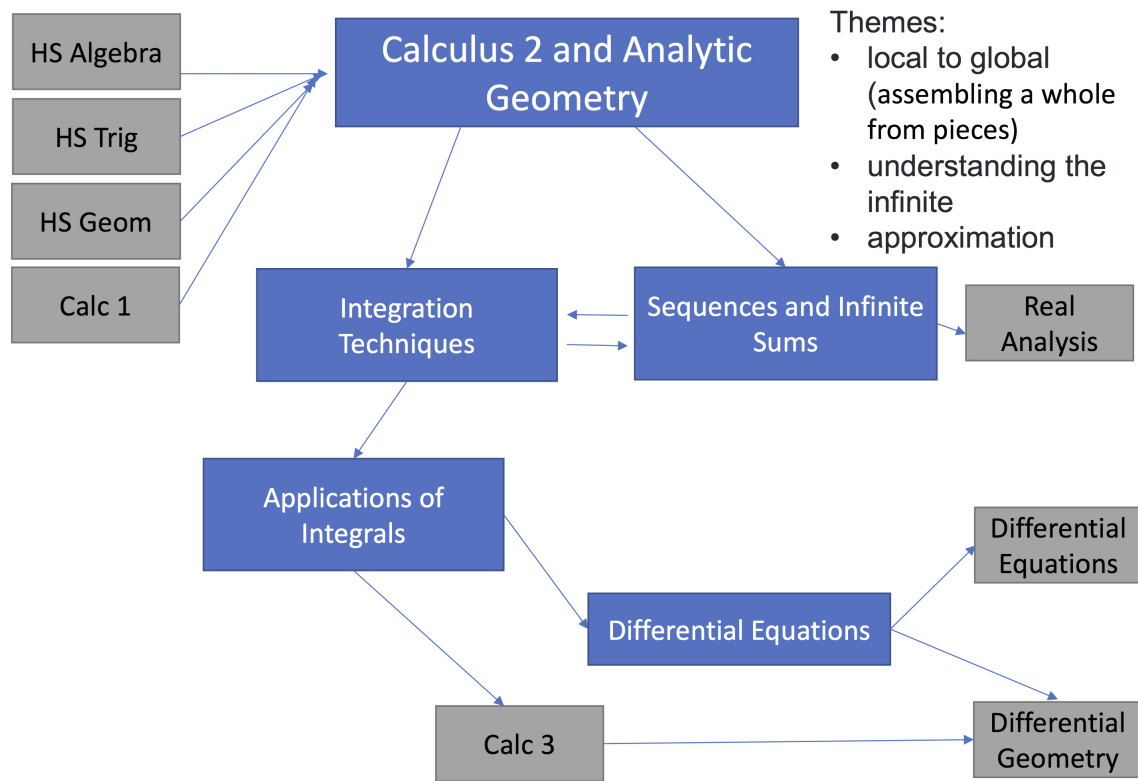 HS Algebra
HS Trig
HS Geom
Calc 1
Calculus 2 and Analytic
Geometry
Themes:
• local to global
(assembling a whole
from pieces)
• understanding the
infinite
• approximation
Integration
Techniques
Sequences and Infinite
Sums
Real
Analysis
Applications of
Integrals
Differential Equations
Differential
Equations
Calc 3
Differential
Geometry